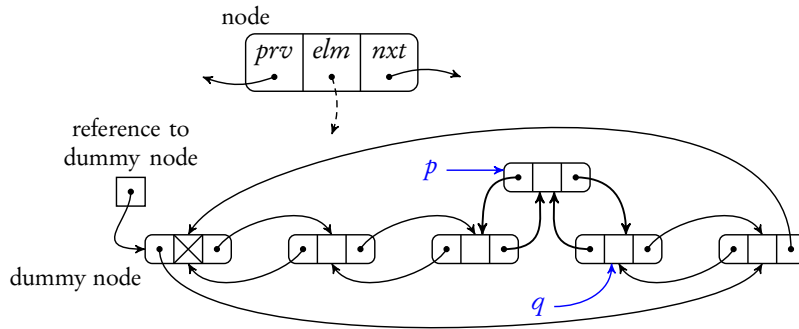 node
prv elm nxt
reference to
dummy node
p
dummy node
q